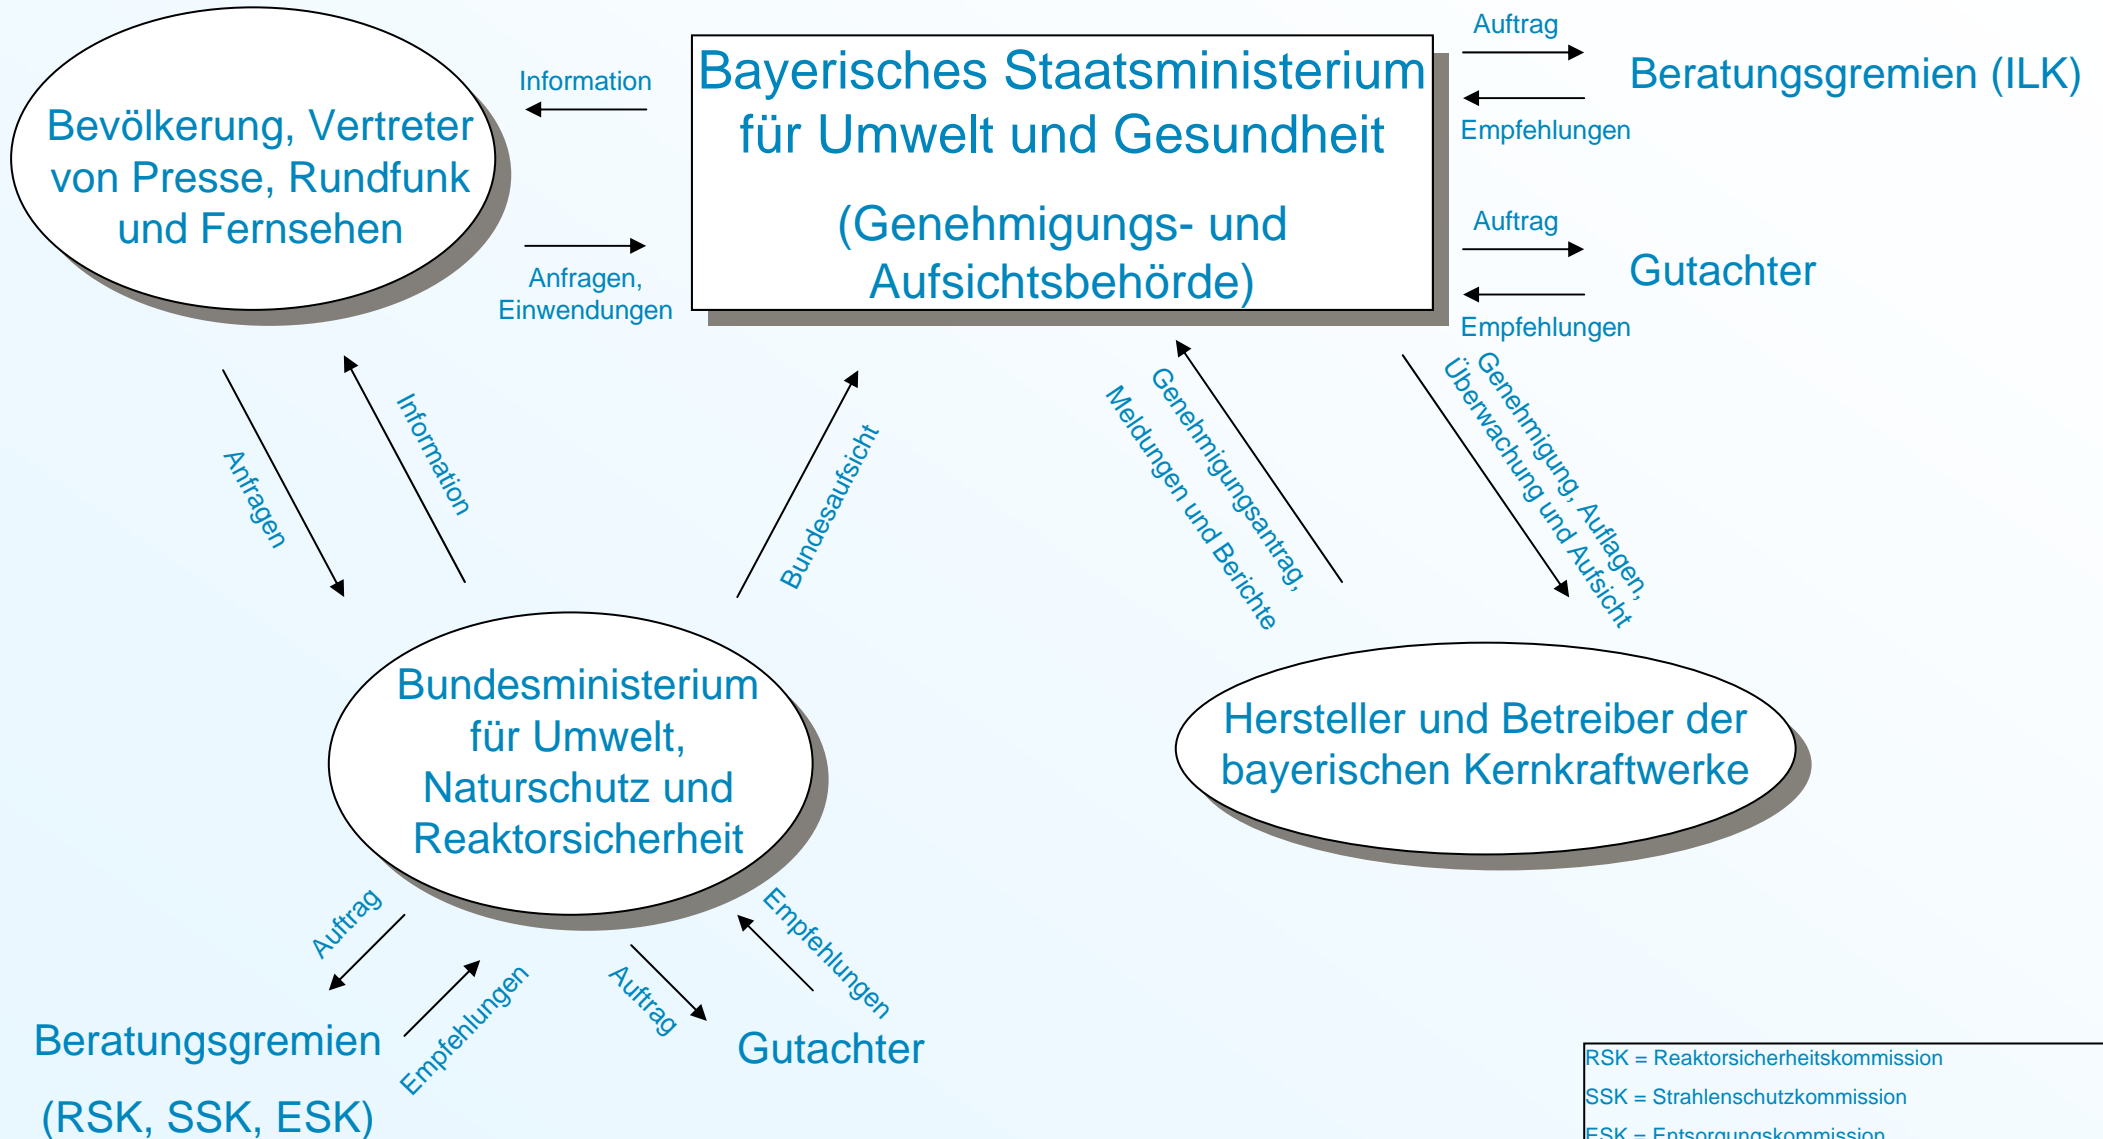 Bevölkerung, Vertreter
von Presse, Rundfunk
und Fernsehen
Information
Anfragen,
Einwendungen
Bayerisches Staatsministerium
für Umwelt und Gesundheit
(Genehmigungs- und
Aufsichtsbehörde)
Auftrag
Beratungsgremien (ILK)
Empfehlungen
Auftrag
Gutachter
Empfehlungen
Anfragen
Information
Bundesaufsicht
Genehmigungsantrag,
Meldungen und Berichte
Genehmigung, Auflagen,
Überwachung und Aufsicht
Bundesministerium
für Umwelt,
Naturschutz und
Reaktorsicherheit
Hersteller und Betreiber der
bayerischen Kernkraftwerke
Auftrag
Empfehlungen
Auftrag
Empfehlungen
Beratungsgremien
(RSK, SSK, ESK)
Gutachter
RSK = Reaktorsicherheitskommission
SSK = Strahlenschutzkommission
ESK = Entsorgungskommission